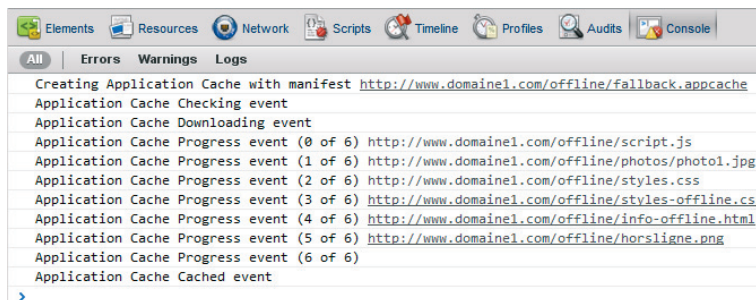 Elements Resources Network Scripts Timeline Profiles Audits Console
All Errors Warnings Logs
Creating Application Cache with manifest http://www.domaine1.com/offline/fallback.appcache
Application Cache Checking event
Application Cache Downloading event
Application Cache Progress event (0 of 6) http://www.domaine1.com/offline/script.js
Application Cache Progress event (1 of 6) http://www.domaine1.com/offline/photos/photo1.jpg
Application Cache Progress event (2 of 6) http://www.domaine1.com/offline/styles.css
Application Cache Progress event (3 of 6) http://www.domaine1.com/offline/styles-offline.cs
Application Cache Progress event (4 of 6) http://www.domaine1.com/offline/info-offline.html
Application Cache Progress event (5 of 6) http://www.domaine1.com/offline/horsligne.png
Application Cache Progress event (6 of 6)
Application Cache Cached event
>